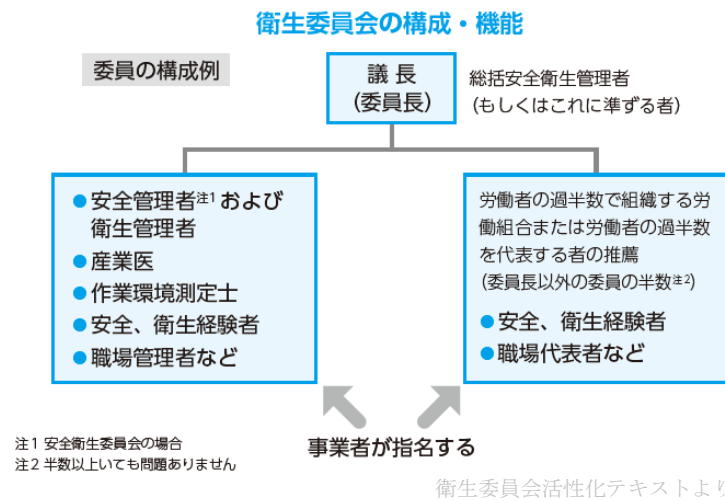 衛生委員会の構成・機能
委員の構成例
議 長
（委員長）
総括安全衛生管理者
（もしくはこれに準ずる者）
●安全管理者注1 および
衛生管理者
●産業医
●作業環境測定士
●安全、衛生経験者
●職場管理者など
労働者の過半数で組織する労
働組合または労働者の過半数
を代表する者の推薦
（委員長以外の委員の半数注2）
●安全、衛生経験者
●職場代表者など
事業者が指名する
注1 安全衛生委員会の場合
注2 半数以上いても問題ありません
衛生委員会活性化テキストより